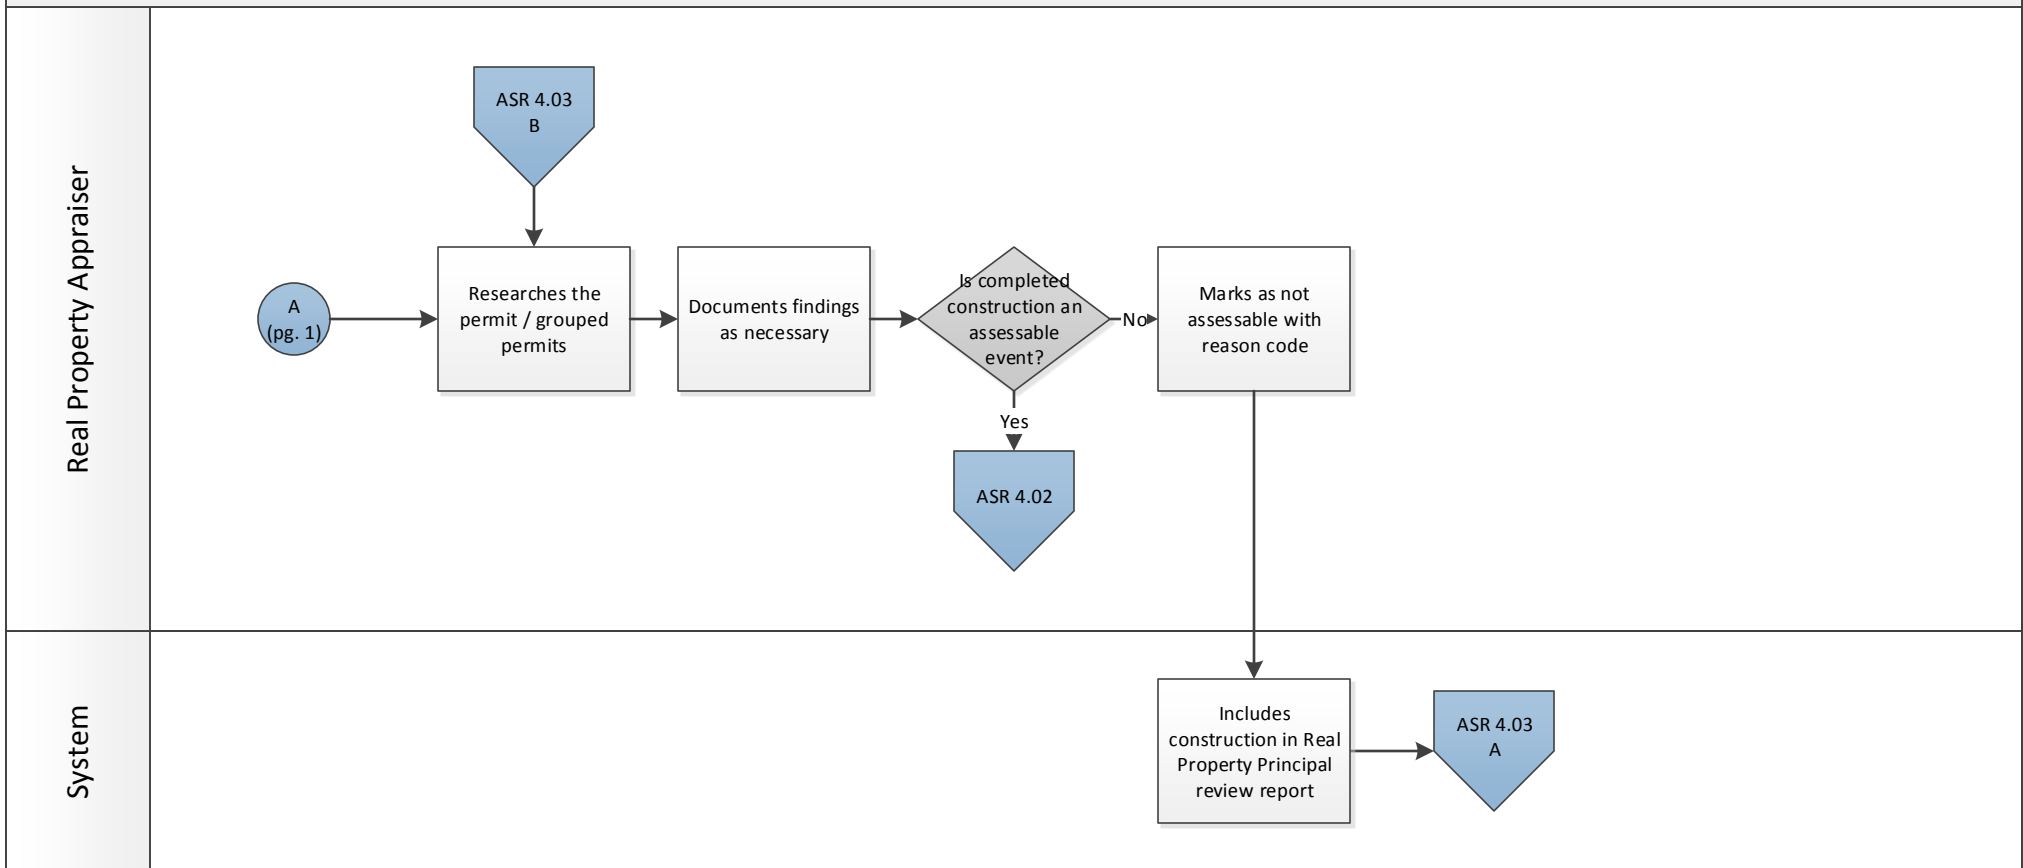 Real Property Appraiser
ASR 4.03
B
A
(pg. 1)
Researches the
permit / grouped
permits
Documents findings
as necessary
Is completed
construction an
assessable
event?
No
Marks as not
assessable with
reason code
Yes
ASR 4.02
System
Includes
construction in Real
Property Principal
review report
ASR 4.03
A